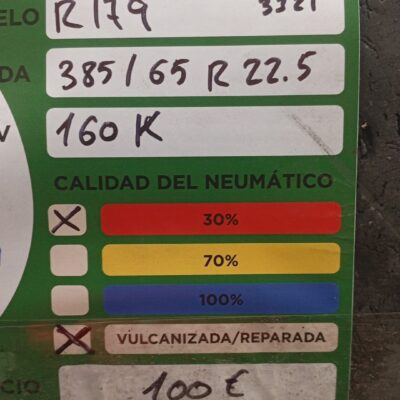 ELO R179 3321
DA 385/65 R 22.5
V 160 K
CALIDAD DEL NEUMÁTICO
30%
70%
100%
VULCANIZADA/REPARADA
CIO 100 €